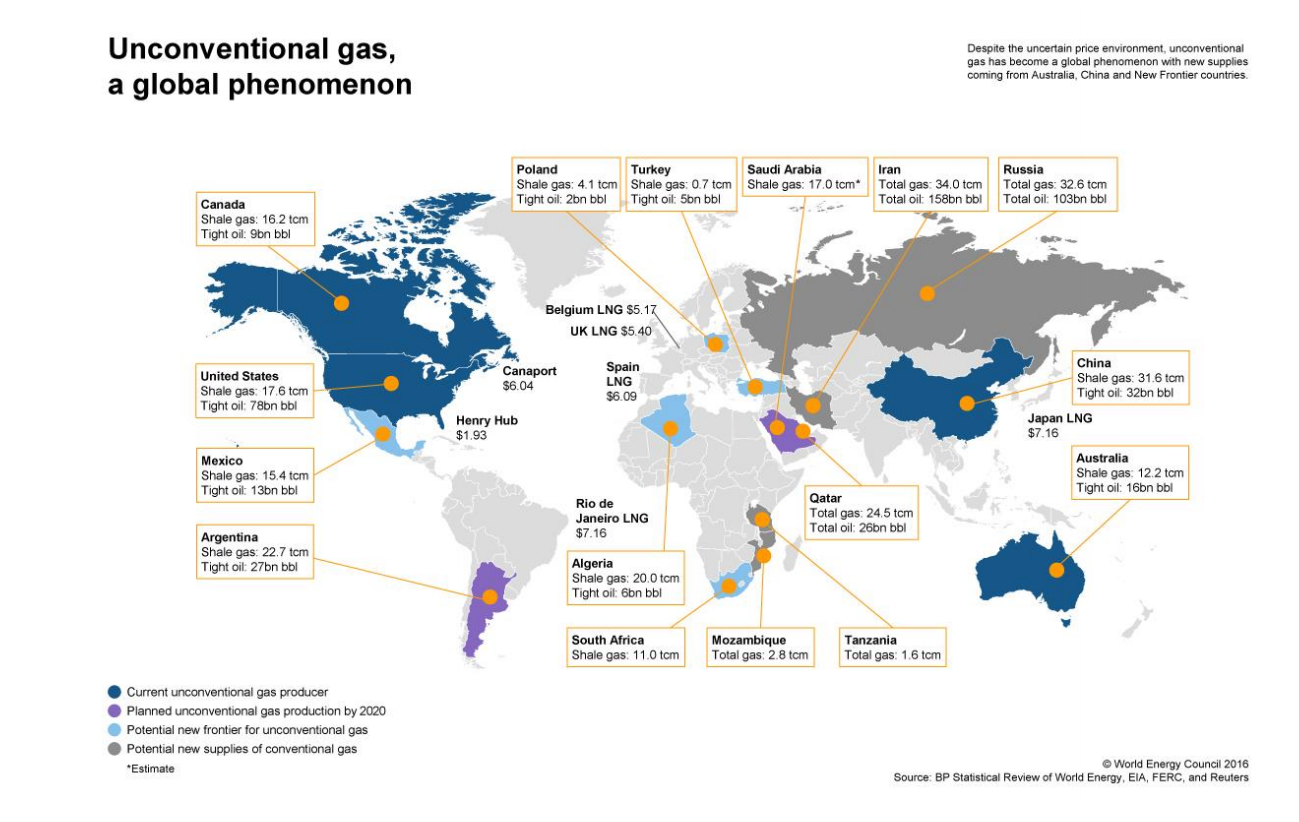 Unconventional gas,
a global phenomenon
Despite the uncertain price environment, unconventional
gas has become a global phenomenon with new supplies
coming from Australia, China and New Frontier countries.
Poland
Shale gas: 4.1 tcm
Tight oil: 2bn bbl
Turkey
Shale gas: 0.7 tcm
Tight oil: 5bn bbl
Saudi Arabia
Shale gas: 17.0 tcm*
Iran
Total gas: 34.0 tcm
Total oil: 158bn bbl
Russia
Total gas: 32.6 tcm
Total oil: 103bn bbl
Canada
Shale gas: 16.2 tcm
Tight oil: 9bn bbl
Belgium LNG $5.17
UK LNG $5.40
Spain
LNG
$6.09
Canaport
$6.04
United States
Shale gas: 17.6 tcm
Tight oil: 78bn bbl
Henry Hub
$1.93
China
Shale gas: 31.6 tcm
Tight oil: 32bn bbl
Japan LNG
$7.16
Mexico
Shale gas: 15.4 tcm
Tight oil: 13bn bbl
Australia
Shale gas: 12.2 tcm
Tight oil: 16bn bbl
Qatar
Total gas: 24.5 tcm
Total oil: 26bn bbl
Rio de
Janeiro LNG
$7.16
Argentina
Shale gas: 22.7 tcm
Tight oil: 27bn bbl
Algeria
Shale gas: 20.0 tcm
Tight oil: 6bn bbl
South Africa
Shale gas: 11.0 tcm
Mozambique
Total gas: 2.8 tcm
Tanzania
Total gas: 1.6 tcm
Current unconventional gas producer
Planned unconventional gas production by 2020
Potential new frontier for unconventional gas
Potential new supplies of conventional gas
*Estimate
© World Energy Council 2016
Source: BP Statistical Review of World Energy, EIA, FERC, and Reuters